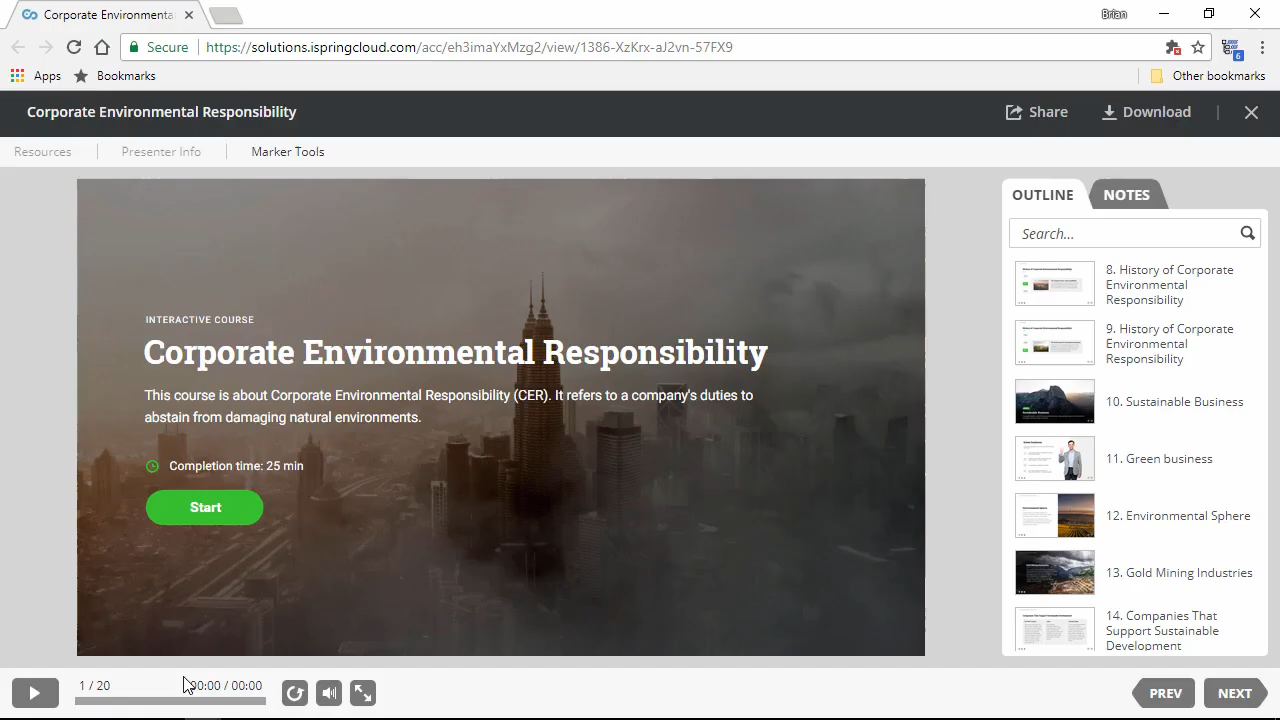 Corporate Environmenta
Brian
Secure
https://solutions.ispringcloud.com/acc/eh3imaYxMzg2/view/1386-XzKrx-aJ2vn-57FX9
6
Apps
Bookmarks
Other bookmarks
Corporate Environmental Responsibility
Share
Download
Resources
Presenter Info
Marker Tools
INTERACTIVE COURSE
Corporate Environmental Responsibility
This course is about Corporate Environmental Responsibility (CER). It refers to a company's duties to
abstain from damaging natural environments.
Completion time: 25 min
Start
OUTLINE
NOTES
Search...
8. History of Corporate
Environmental
Responsibility
9. History of Corporate
Environmental
Responsibility
10. Sustainable Business
11. Green business
12. Environmental Sphere
13. Gold Mining Industries
14. Companies That
Support Sustainable
Development
1 / 20
00:00 / 00:00
PREV
NEXT